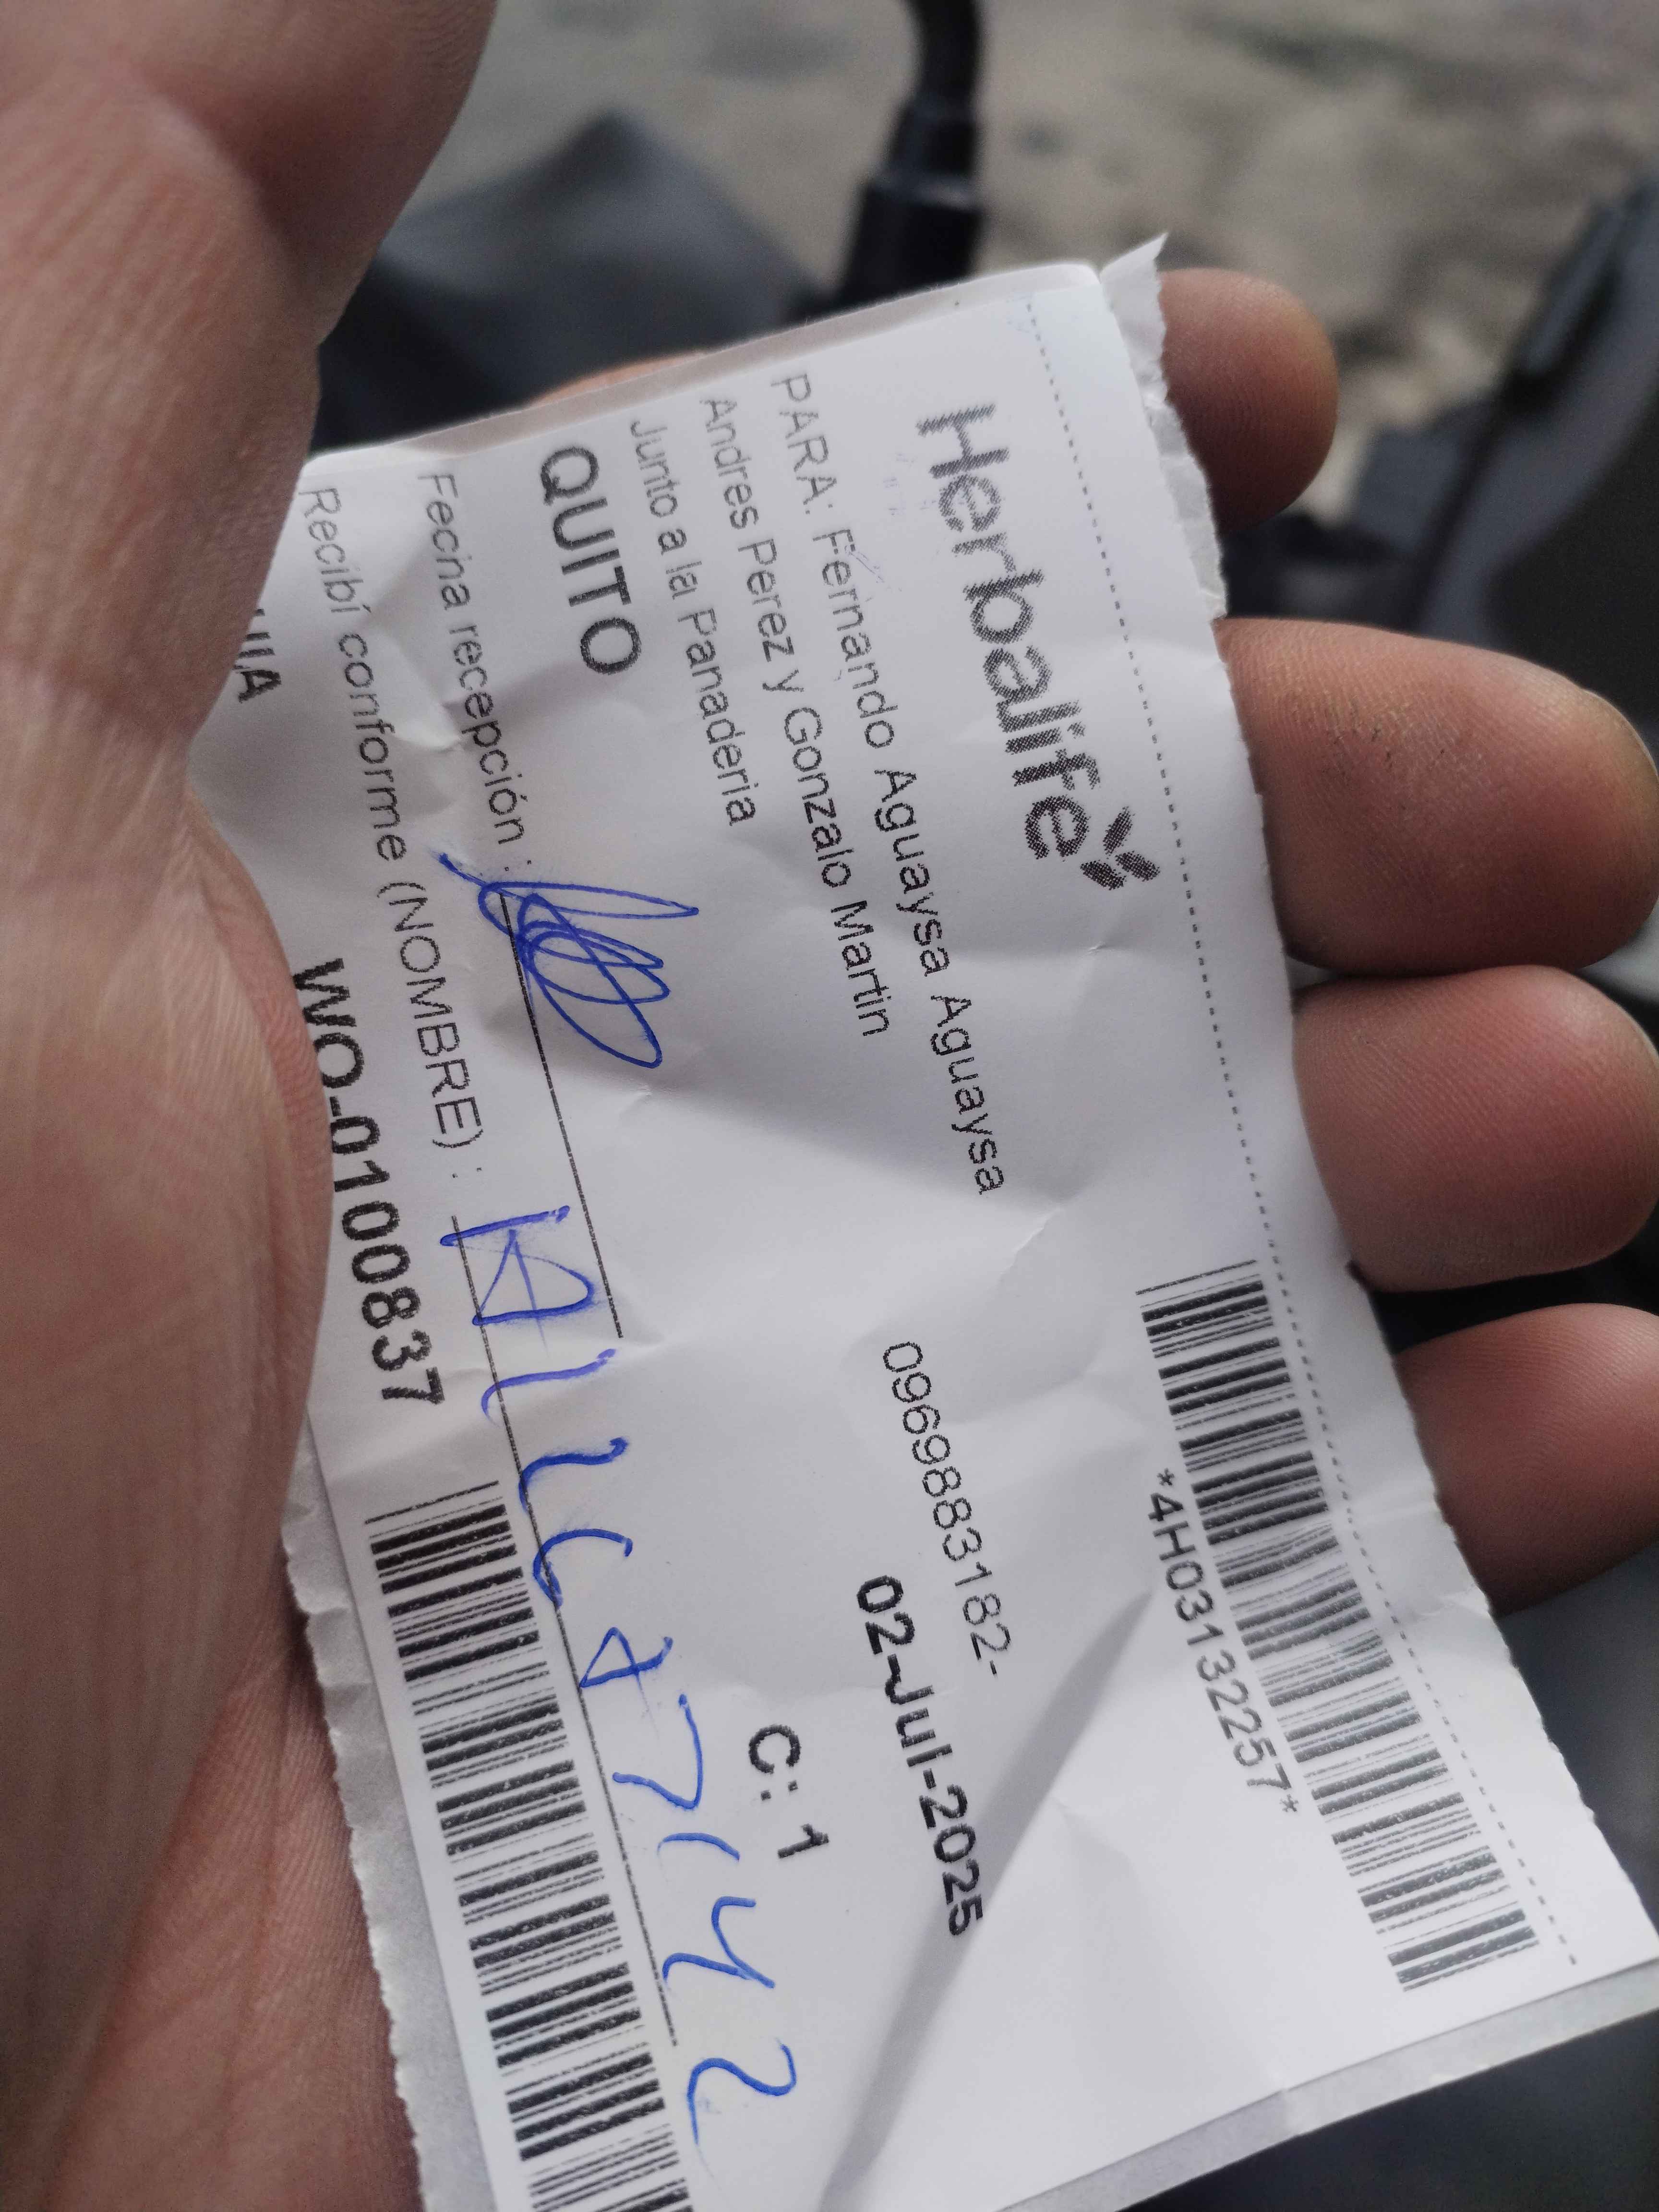 Herbalife
*4H03132257*
PARA: Fernando Aguaysa Aguaysa
0969883182-
Andres Perez y Gonzalo Martin
02-Jul-2025
Junto a la Panaderia
QUITO
C: 1
Fecha recepción :
Recibí conforme (NOMBRE) :
WO-0100837